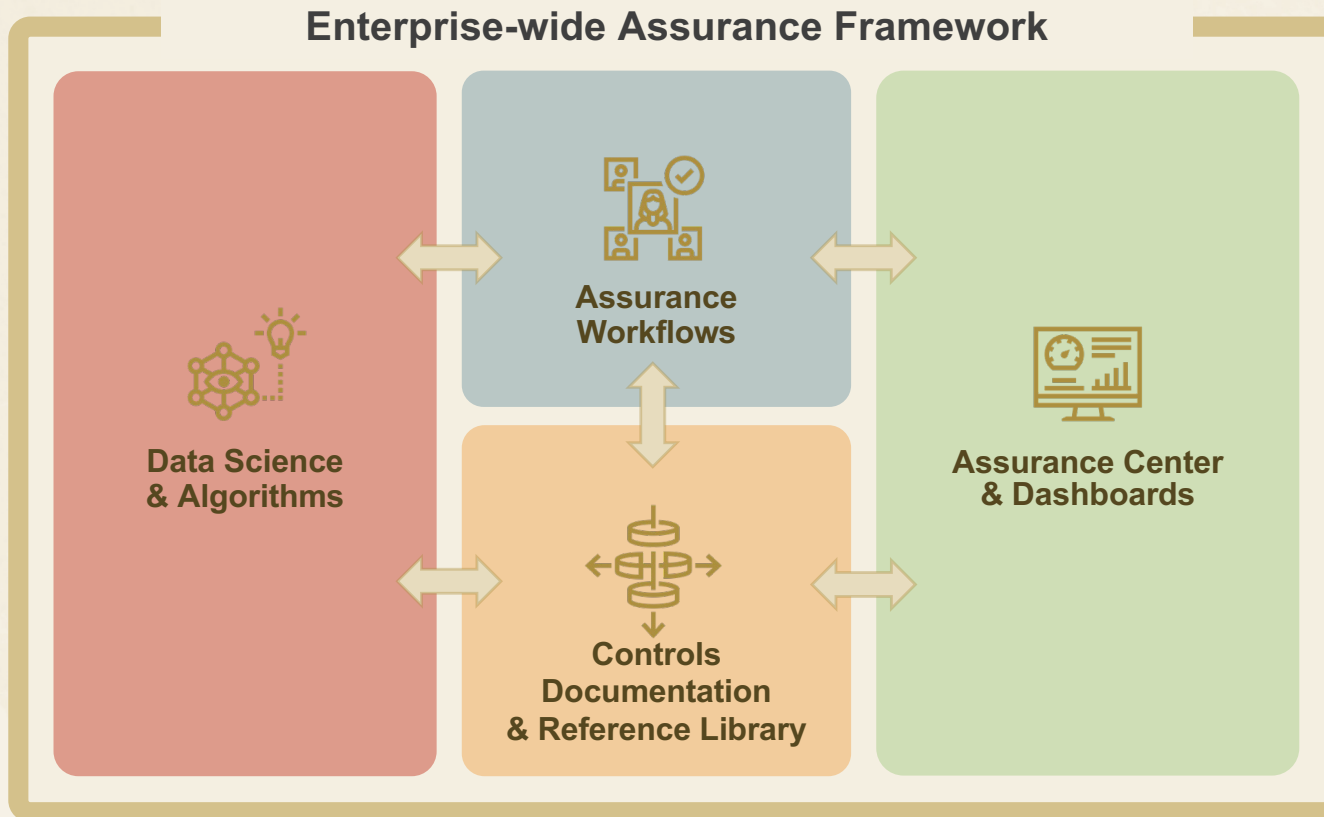 Enterprise-wide Assurance Framework
Data Science
& Algorithms
Assurance
Workflows
Controls
Documentation
& Reference Library
Assurance Center
& Dashboards